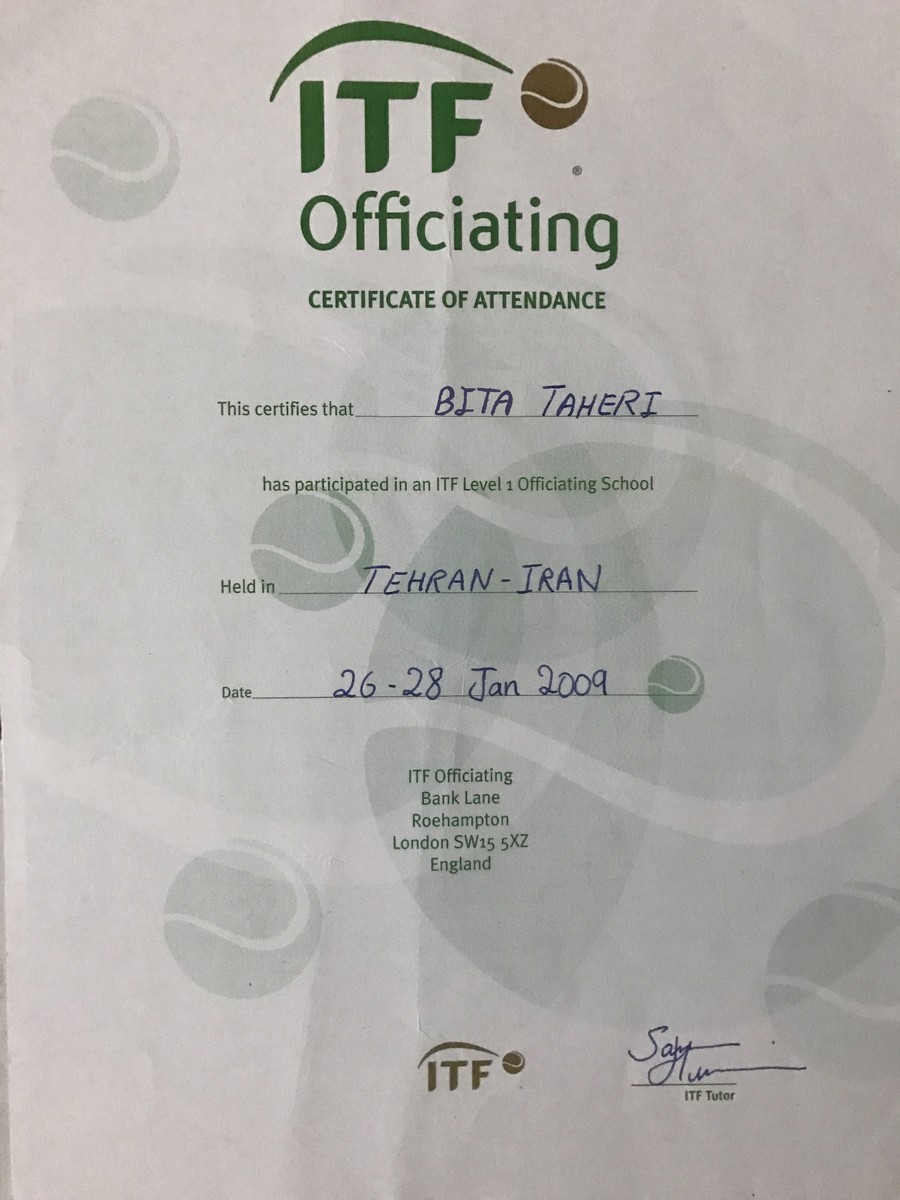 ITF
®
Officiating
CERTIFICATE OF ATTENDANCE
This certifies that BITA TAHERI
has participated in an ITF Level 1 Officiating School
Held in TEHRAN - IRAN
Date 26 - 28 Jan 2009
ITF Officiating
Bank Lane
Roehampton
London SW15 5XZ
England
ITF
ITF Tutor